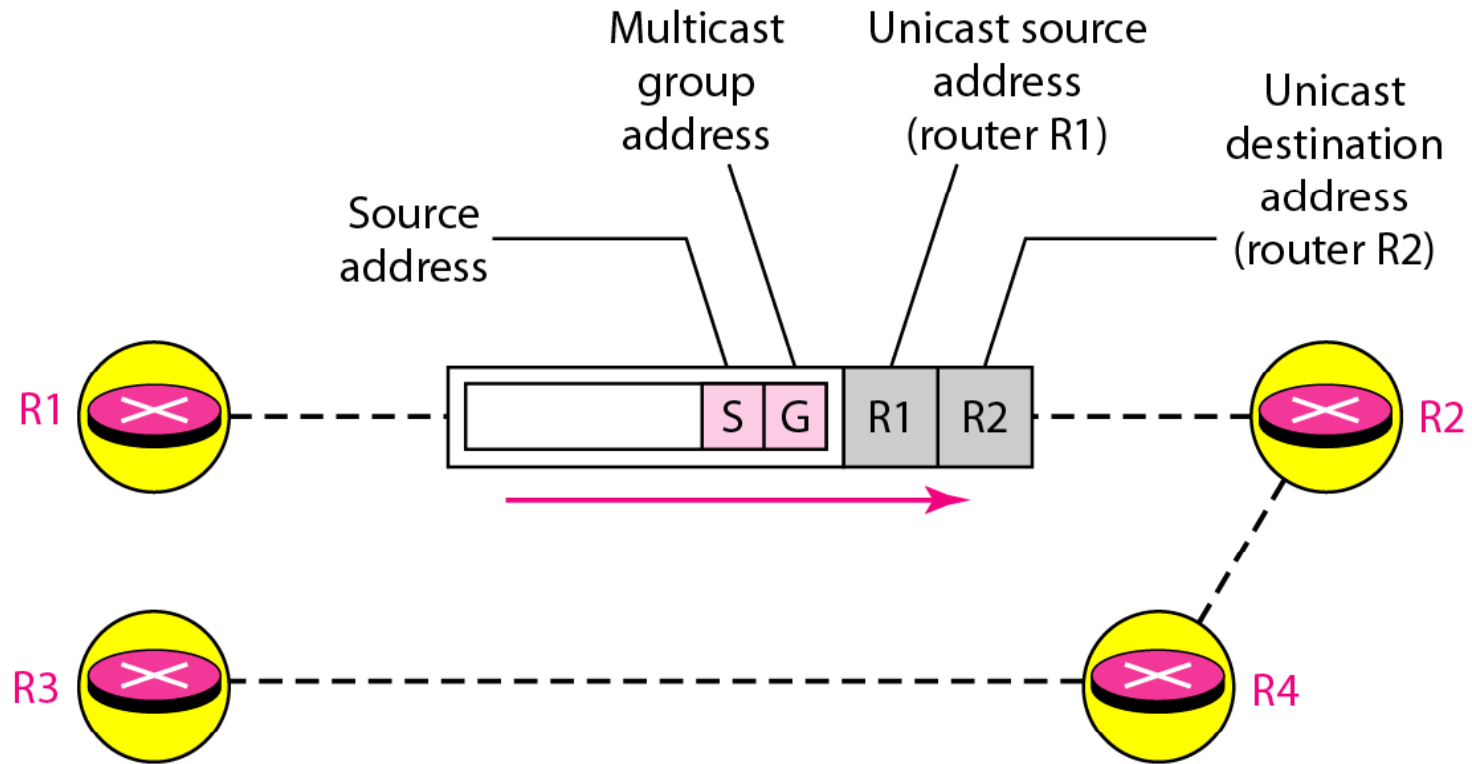 Multicast
group
address
Unicast source
address
(router R1)
Unicast
destination
address
(router R2)
Source
address
R1
S G R1 R2
R2
R3
R4